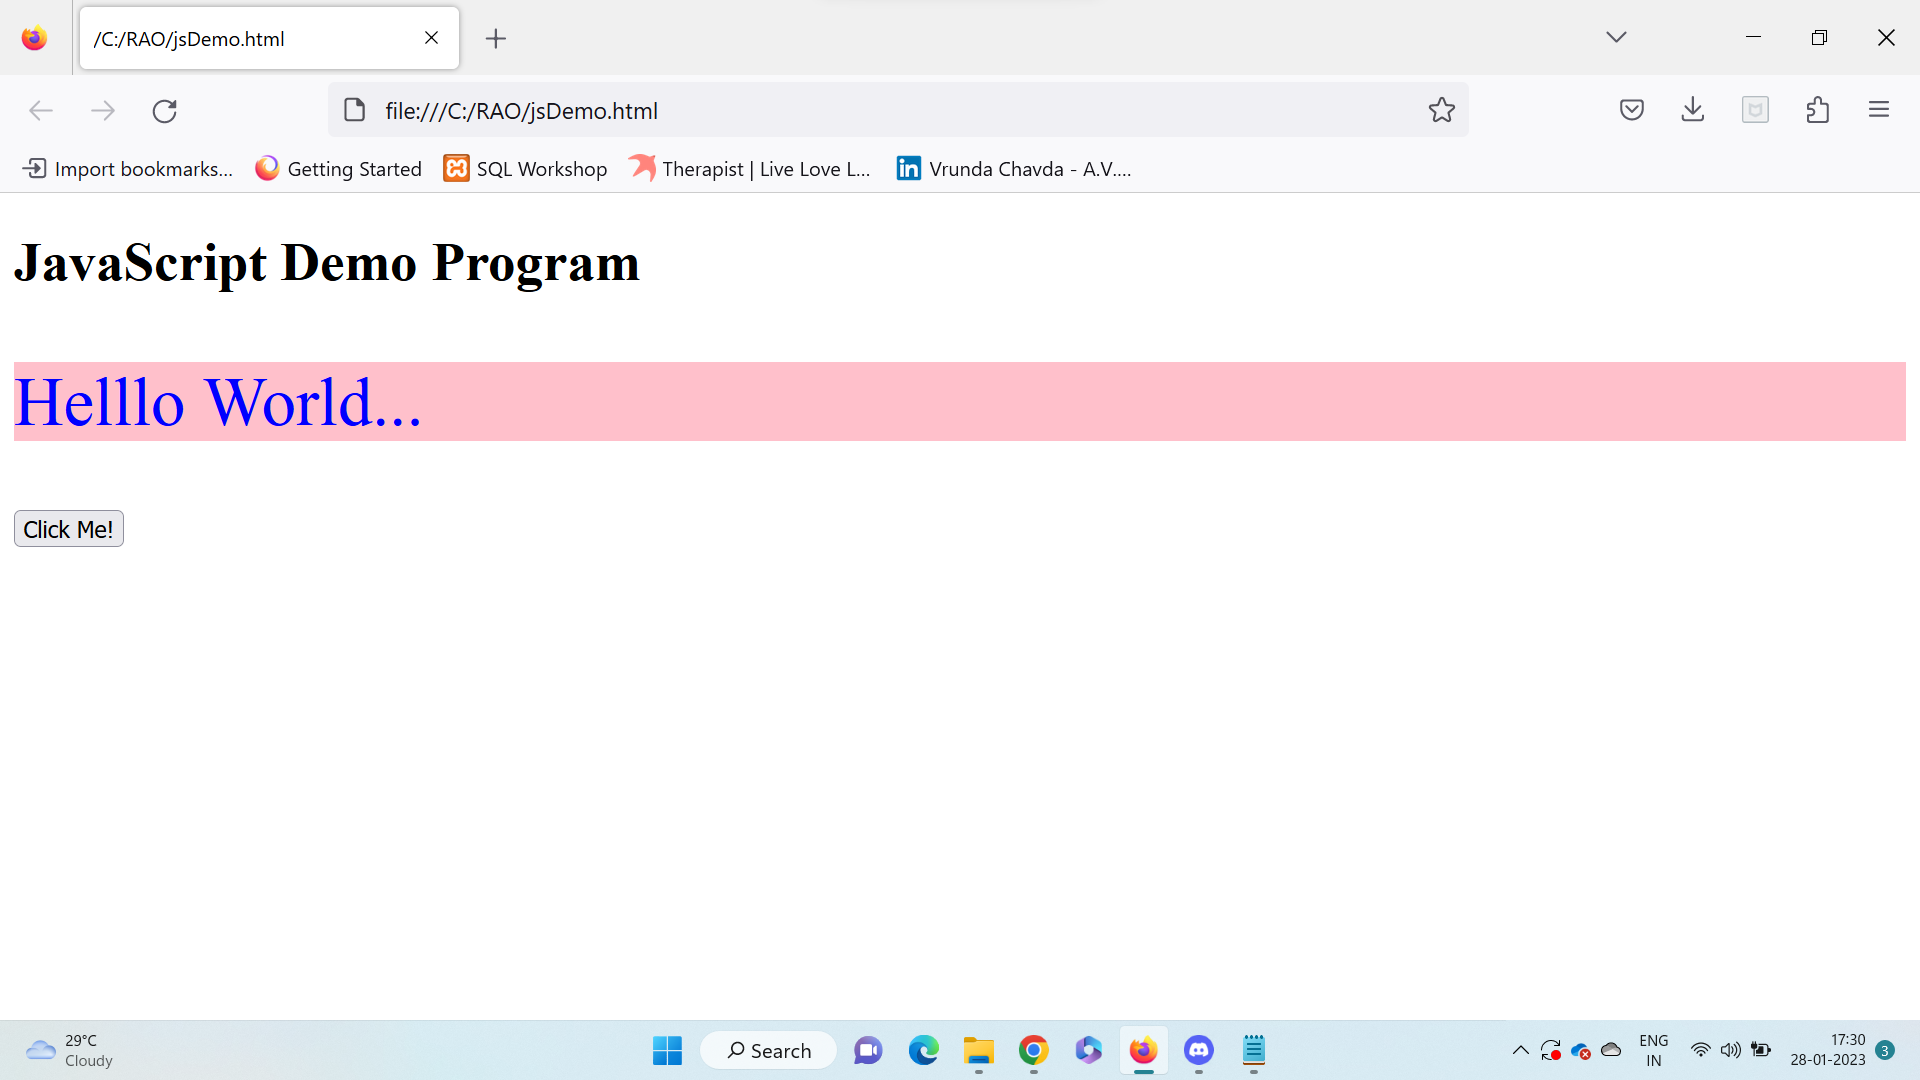 /C:/RAO/jsDemo.html
file:///C:/RAO/jsDemo.html
Import bookmarks... Getting Started SQL Workshop Therapist | Live Love L... Vrunda Chavda - A.V....
JavaScript Demo Program
Helllo World...
Click Me!
29°C
Cloudy
Search
ENG
IN
17:30
28-01-2023
3